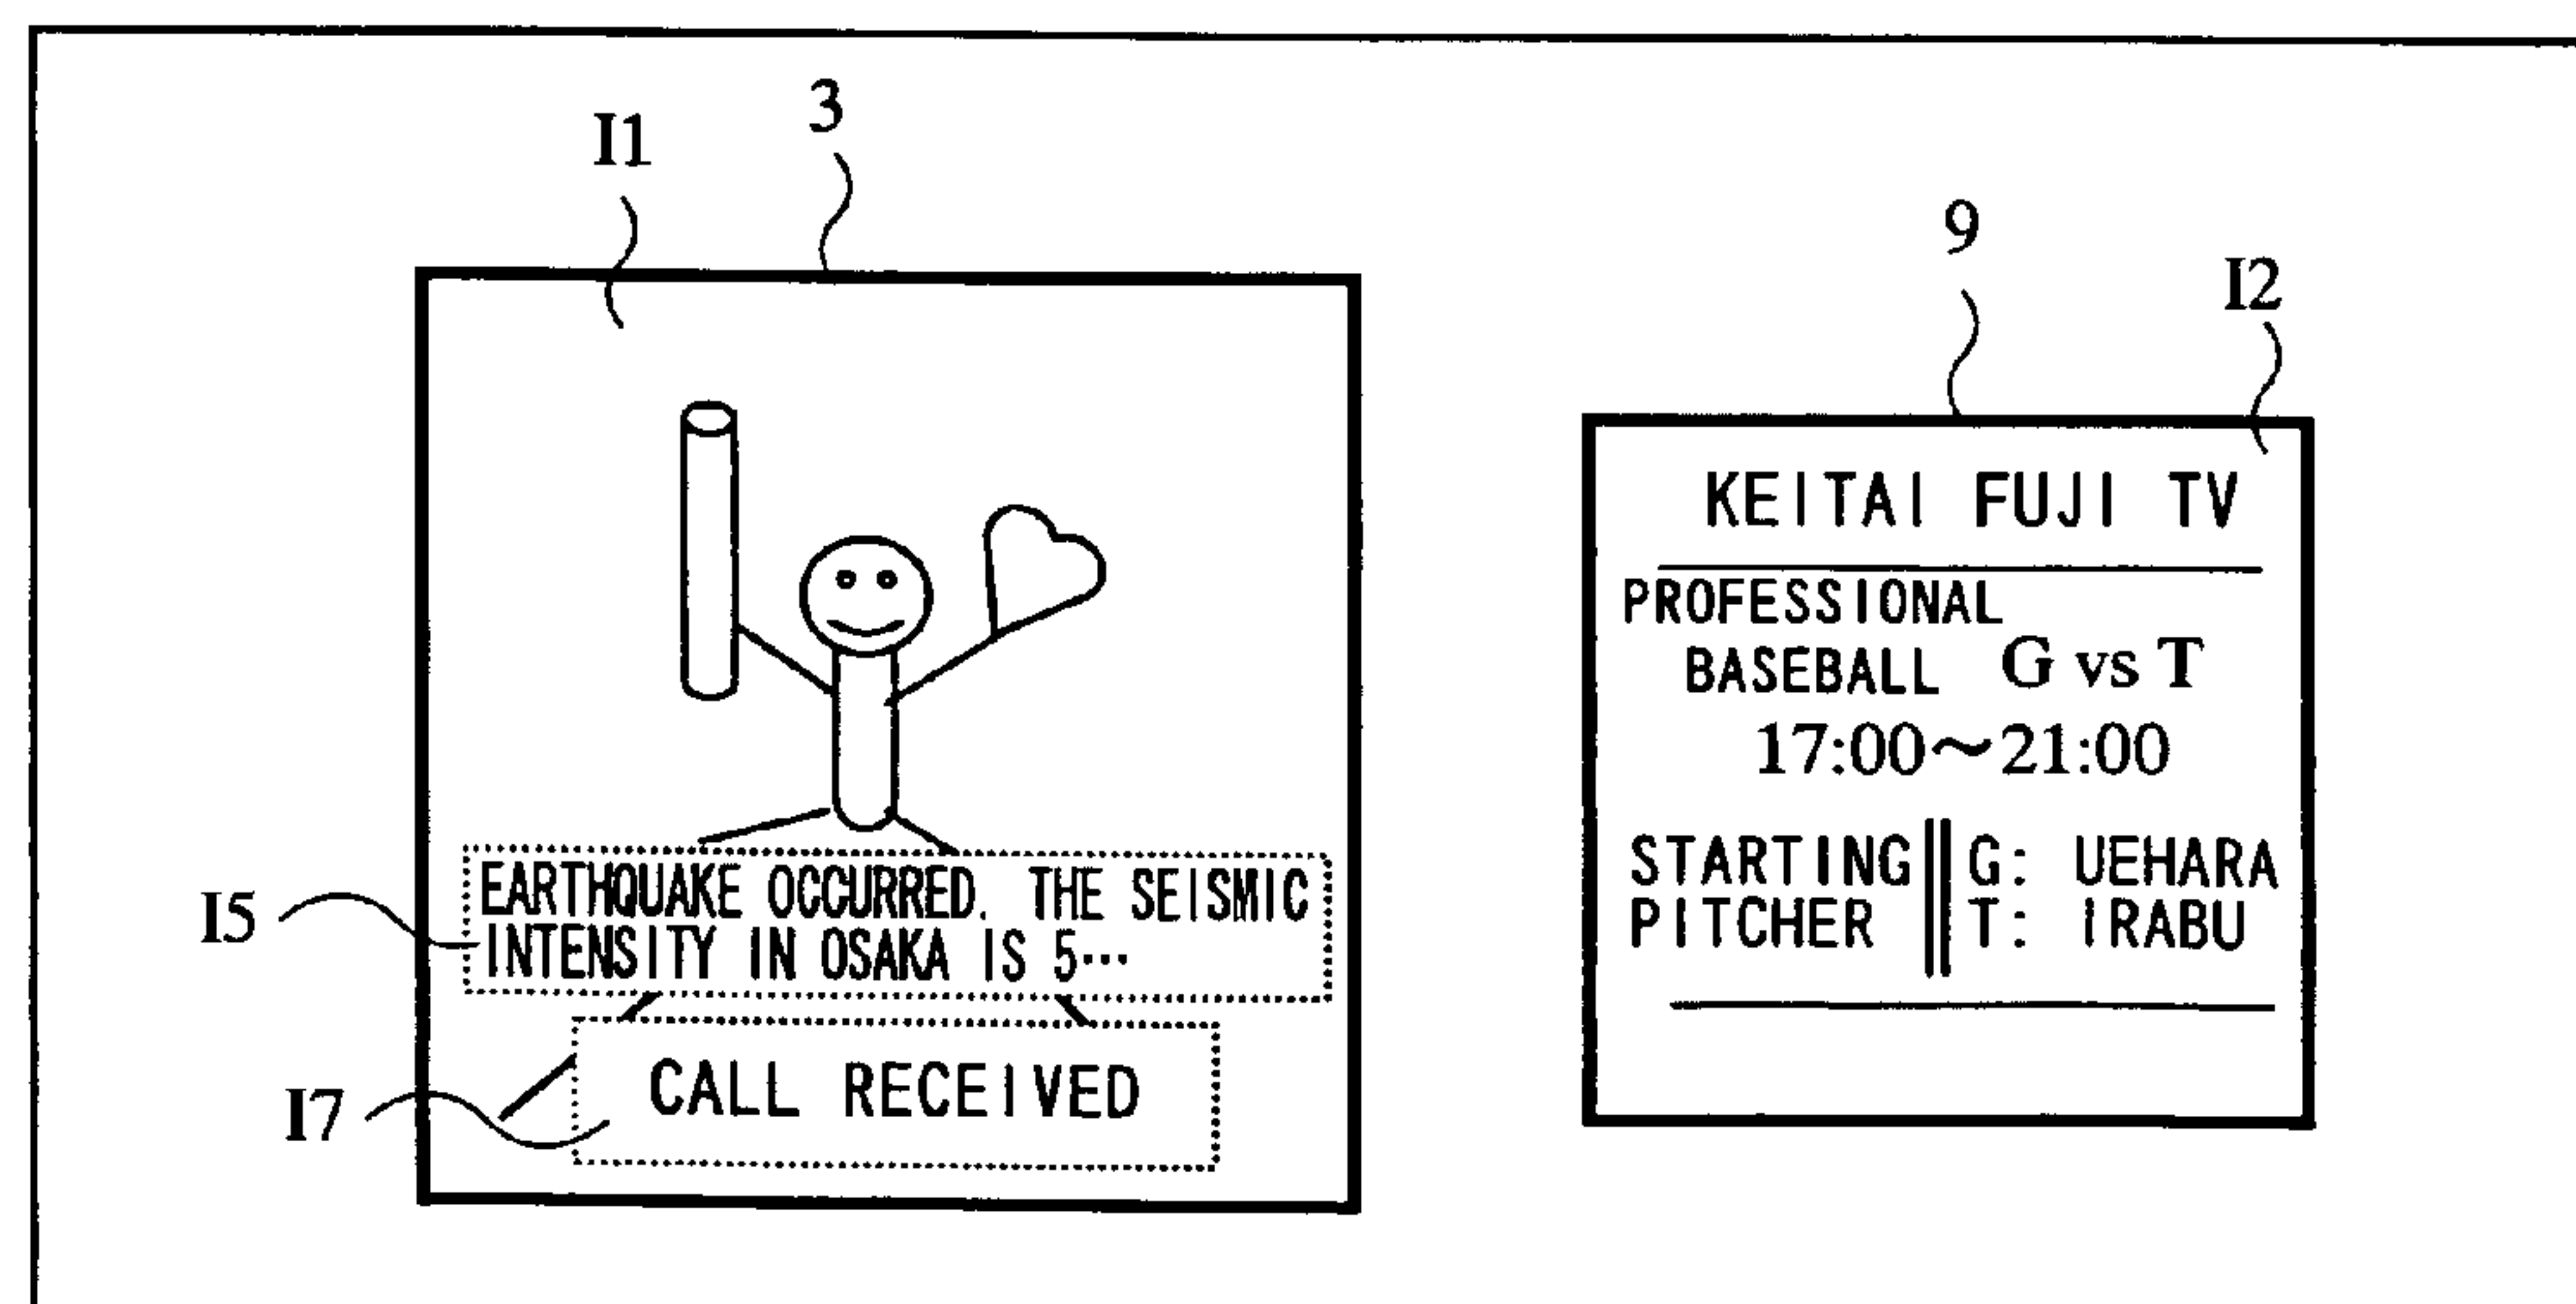 I1
3
9
I2
KEITAI FUJI TV
PROFESSIONAL
BASEBALL G vs T
17:00~21:00
STARTING G: UEHARA
PITCHER T: IRABU
I5
EARTHQUAKE OCCURRED. THE SEISMIC
INTENSITY IN OSAKA IS 5…
I7
CALL RECEIVED